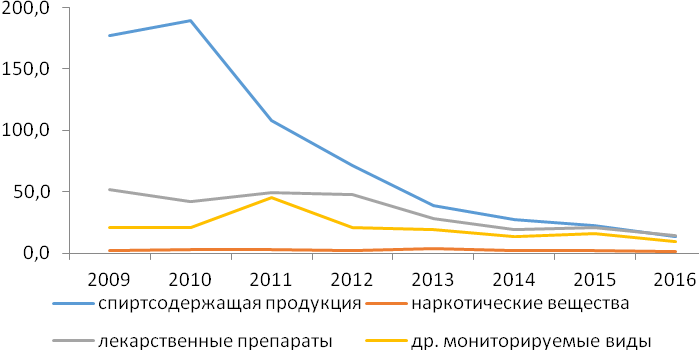 200,0
150,0
100,0
50,0
0,0
2009 2010 2011 2012 2013 2014 2015 2016
спиртсодержащая продукция наркотические вещества
лекарственные препараты др. мониторируемые виды